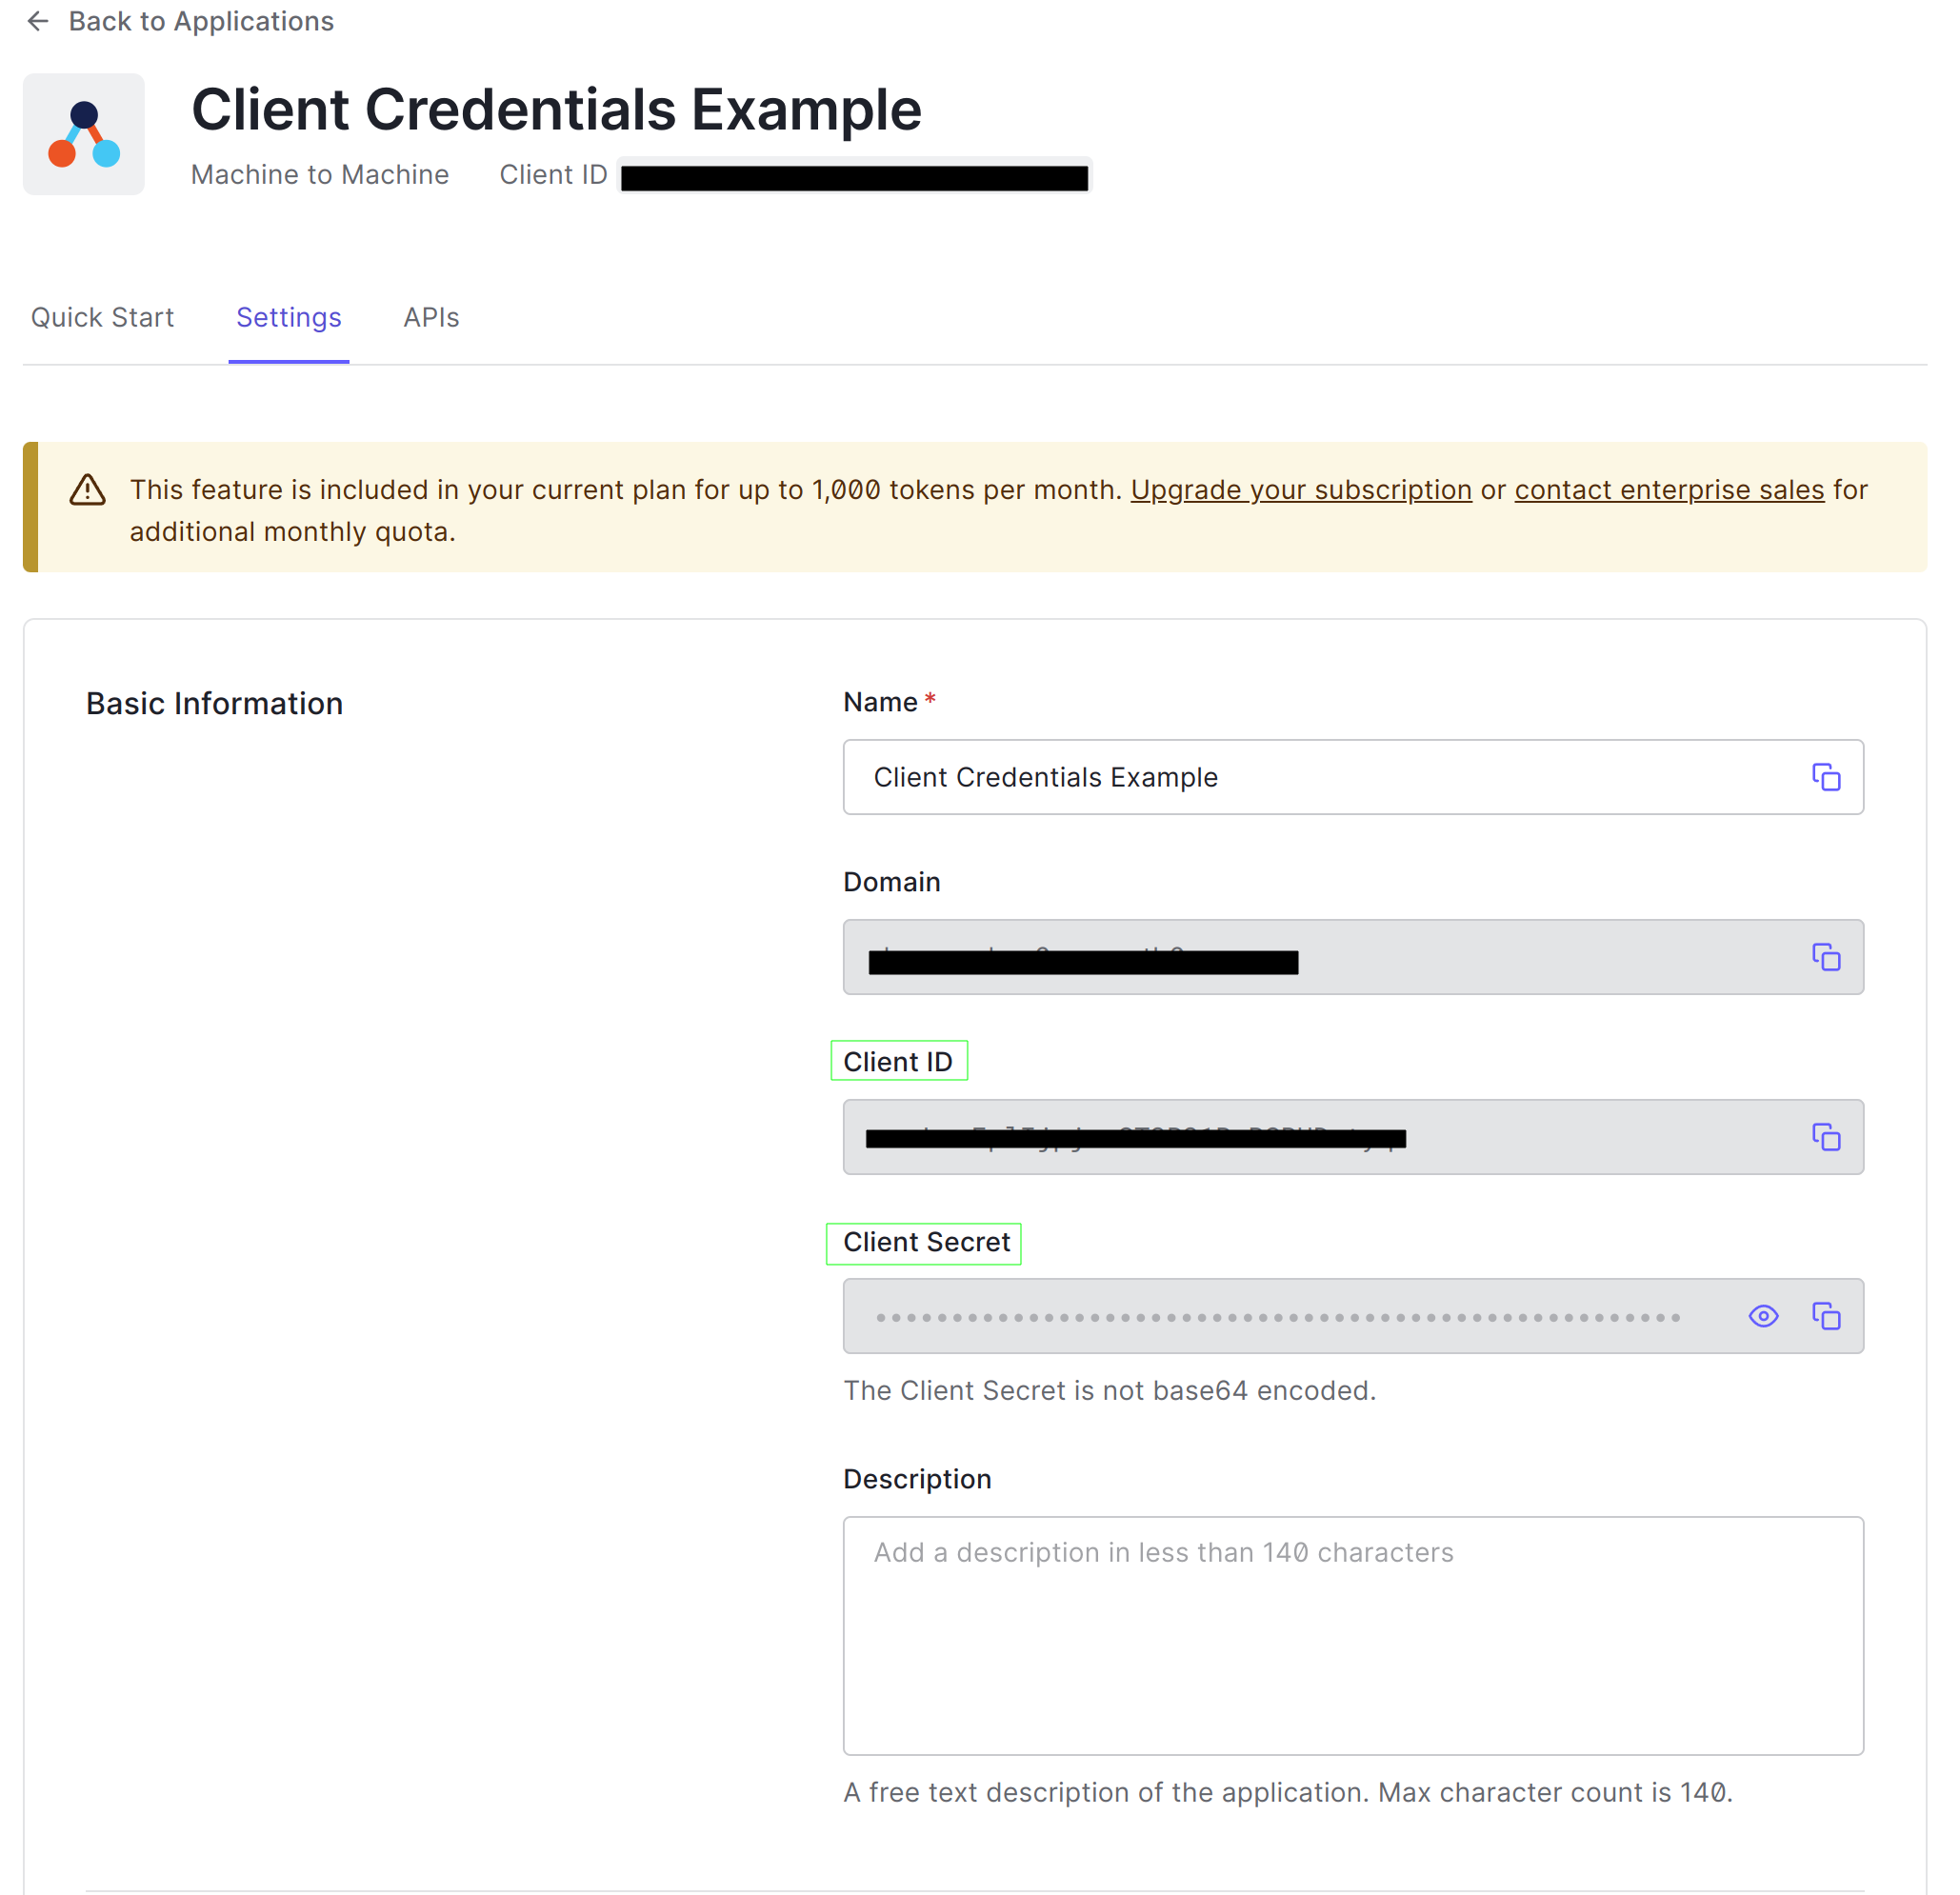 Back to Applications
Client Credentials Example
Machine to Machine Client ID
Quick Start Settings APIs
This feature is included in your current plan for up to 1,000 tokens per month. Upgrade your subscription or contact enterprise sales for
additional monthly quota.
Basic Information
Name *
Client Credentials Example
Domain
Client ID
Client Secret
The Client Secret is not base64 encoded.
Description
Add a description in less than 140 characters
A free text description of the application. Max character count is 140.